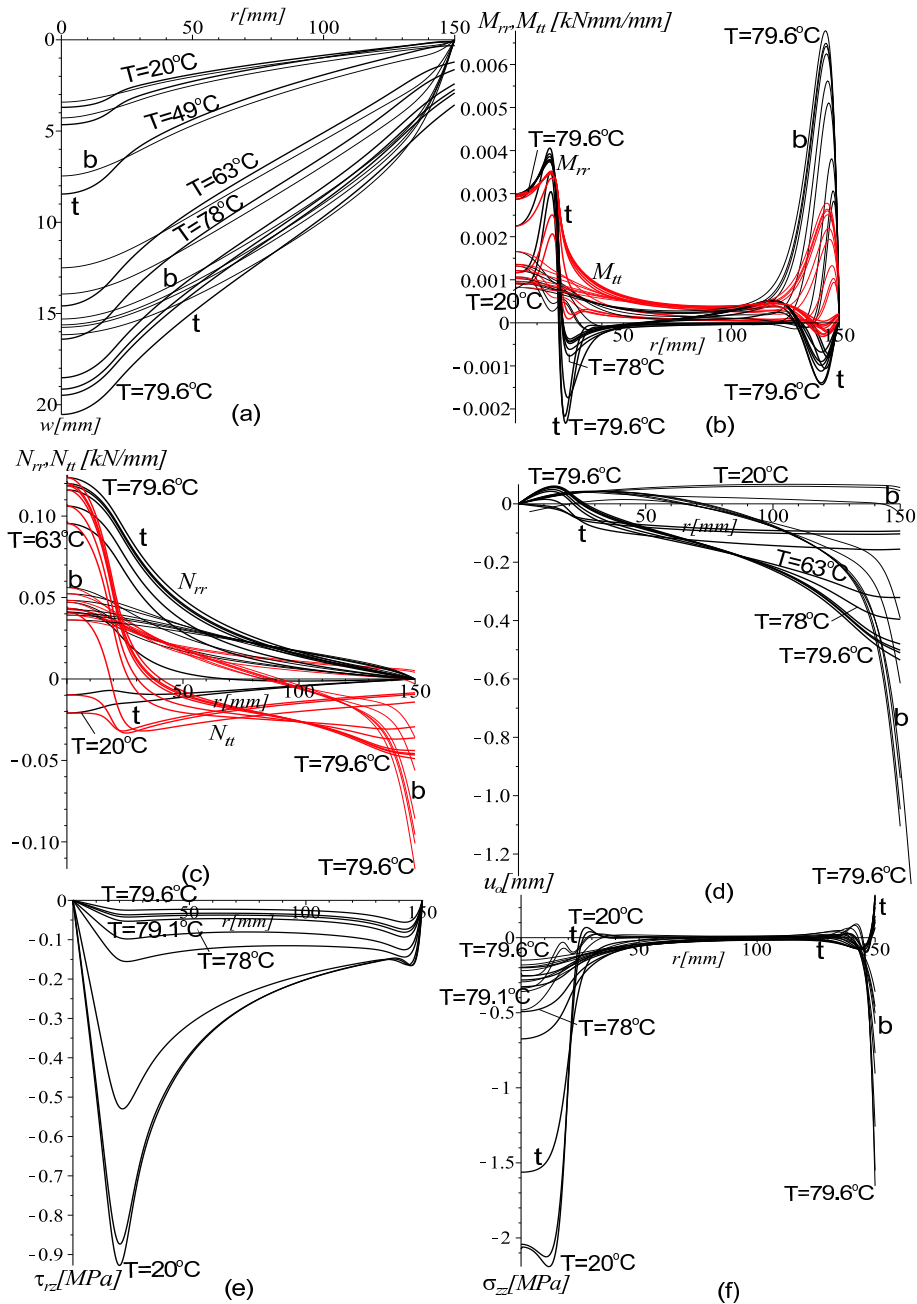 r[mm]
0
50
100
150
0
5
10
15
20
T=20°C
T=49°C
b
t
T=63°C
T=78°C
b
t
T=79.6°C
w[mm]
(a)
M_rr,M_tt [kNmm/mm]
0.006
0.005
0.004
0.003
0.002
0.001
0
-0.001
-0.002
T=79.6°C
b
T=79.6°C
M_rr
t
M_tt
T=20°C
50
r[mm]
100
150
T=78°C
T=79.6°C
t
t
T=79.6°C
(b)
N_rr,N_tt [kN/mm]
0.10
0.05
0
-0.05
-0.10
T=79.6°C
t
T=63°C
N_rr
b
50
r[mm]
100
150
t
N_tt
T=20°C
T=79.6°C
b
T=79.6°C
(c)
T=79.6°C
T=20°C
b
0
50
r[mm]
100
150
t
-0.2
-0.4
-0.6
-0.8
-1.0
-1.2
T=63°C
T=78°C
T=79.6°C
b
T=79.6°C
u_o[mm]
(d)
0
-0.1
-0.2
-0.3
-0.4
-0.5
-0.6
-0.7
-0.8
-0.9
T=79.6°C
50
r[mm]
100
150
T=79.1°C
T=78°C
T=20°C
τ_rz[MPa]
(e)
t
T=20°C
t
0
50
r[mm]
100
150
t
T=79.6°C
T=79.1°C
-0.5
T=78°C
b
-1
t
-1.5
T=79.6°C
-2
T=20°C
σ_zz[MPa]
(f)